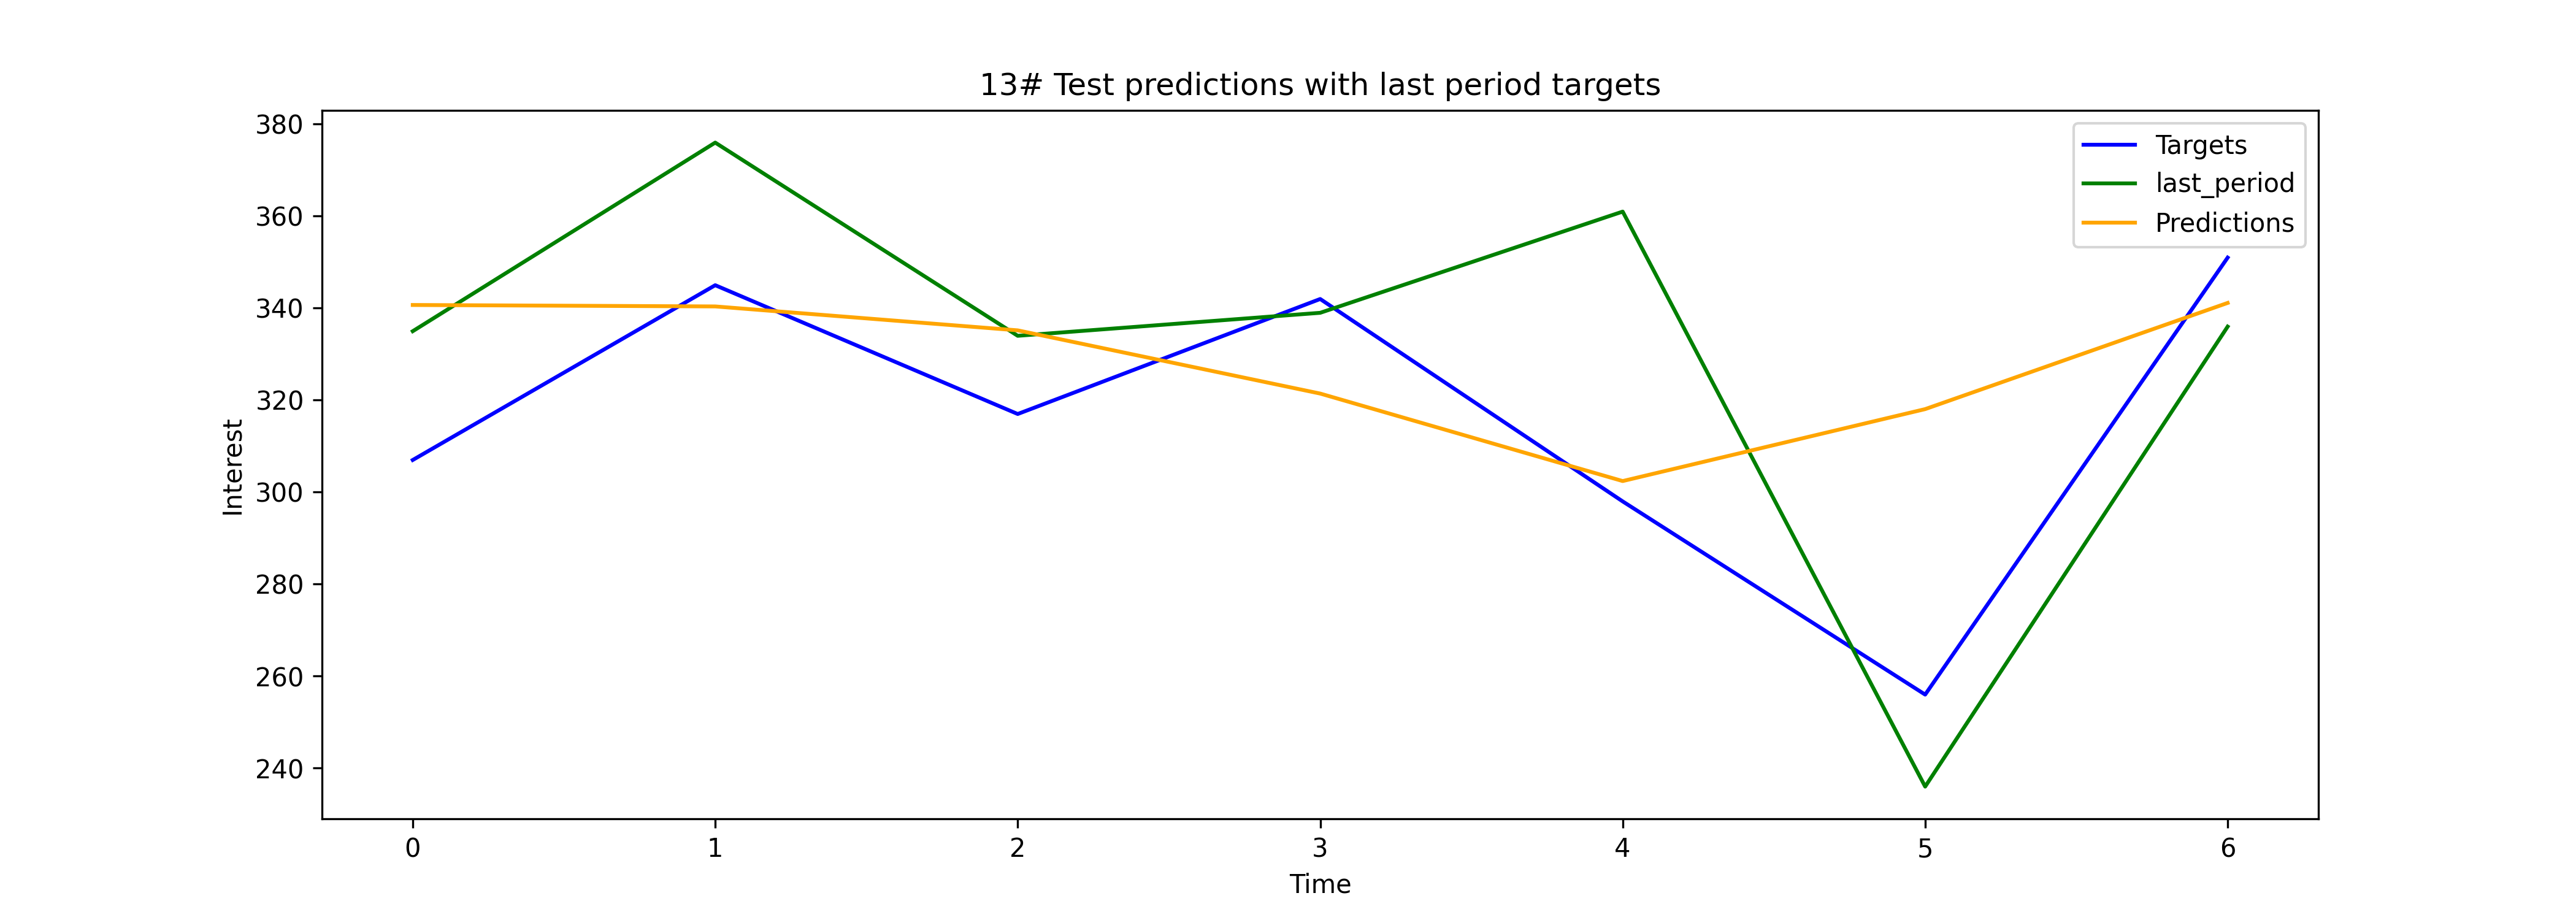 13# Test predictions with last period targets
380
360
340
320
300
280
260
240
Interest
Targets
last_period
Predictions
0 1 2 3 4 5 6
Time